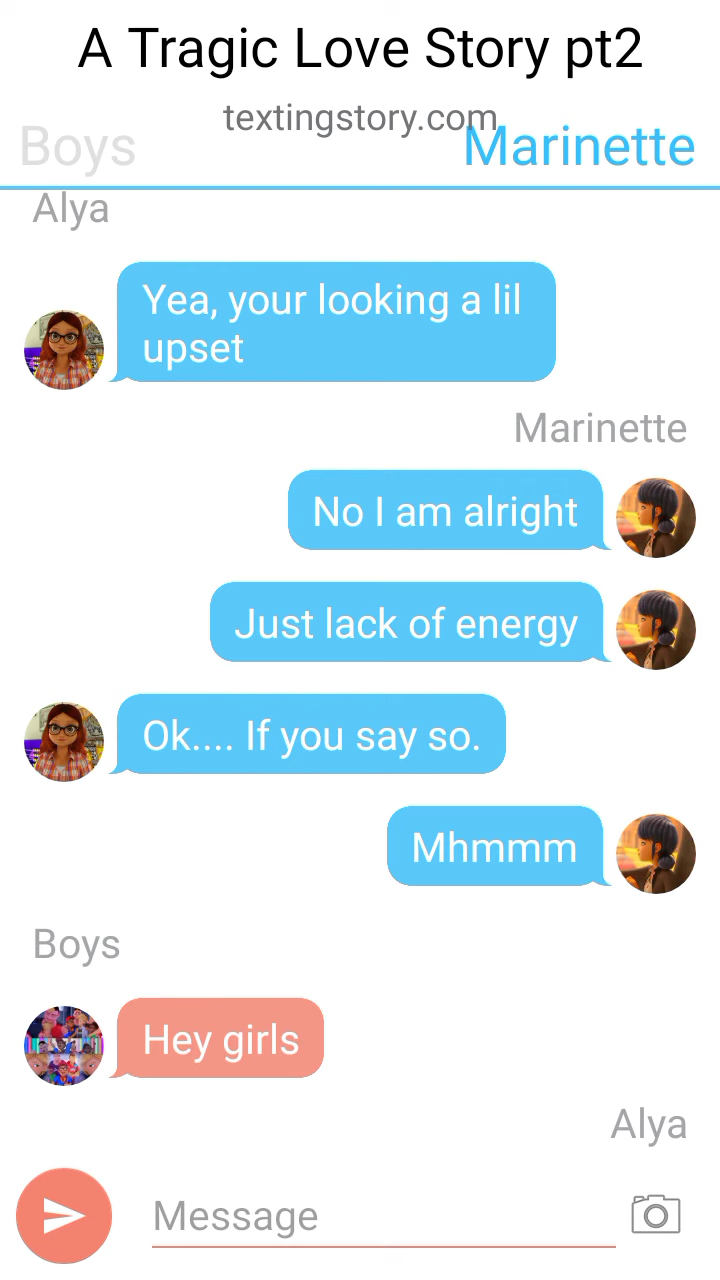 A Tragic Love Story pt2
textingstory.com
Boys
Marinette
Alya
Yea, your looking a lil
upset
Marinette
No I am alright
Just lack of energy
Ok.... If you say so.
Mhmmm
Boys
Hey girls
Alya
Message